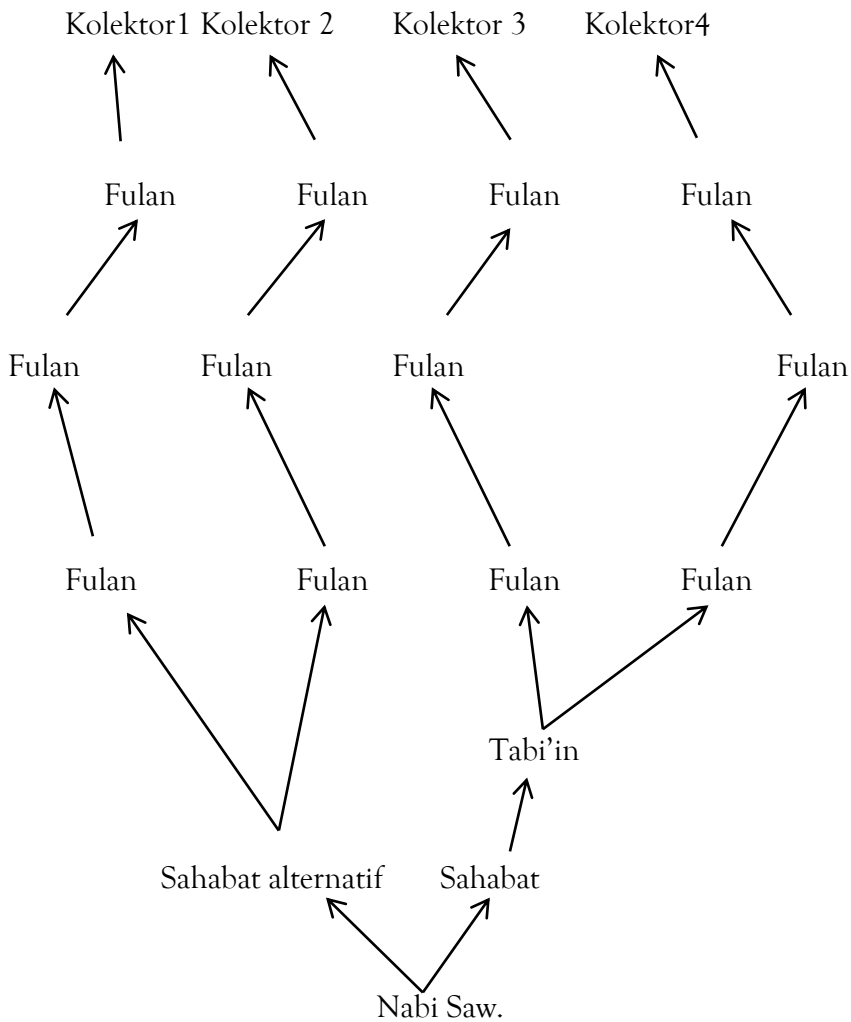 Kolektor1 Kolektor 2 Kolektor 3 Kolektor4
Fulan Fulan Fulan Fulan
Fulan Fulan Fulan Fulan
Fulan Fulan Fulan Fulan
Tabi’in
Sahabat alternatif Sahabat
Nabi Saw.